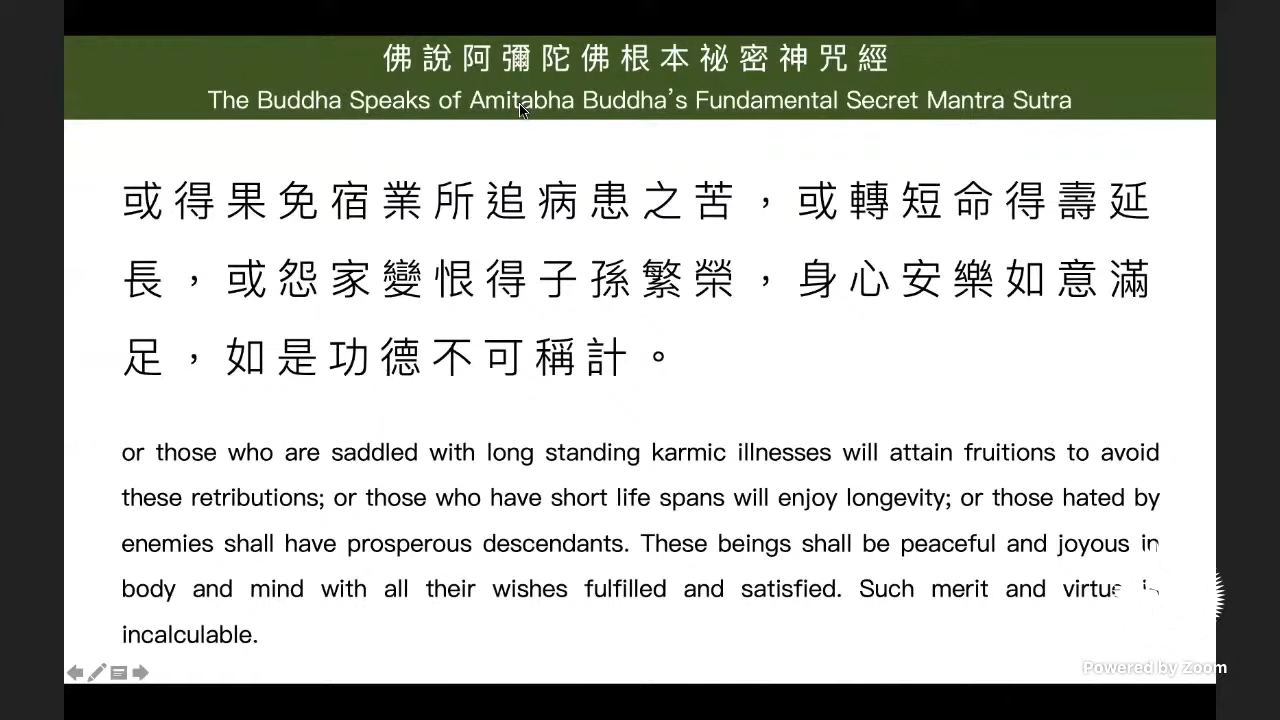 佛說阿彌陀佛根本祕密神咒經
The Buddha Speaks of Amitabha Buddha's Fundamental Secret Mantra Sutra
或得果免宿業所追病患之苦，或轉短命得壽延
長，或怨家變恨得子孫繁榮，身心安樂如意滿
足，如是功德不可稱計。
or those who are saddled with long standing karmic illnesses will attain fruitions to avoid
these retributions; or those who have short life spans will enjoy longevity; or those hated by
enemies shall have prosperous descendants. These beings shall be peaceful and joyous in
body and mind with all their wishes fulfilled and satisfied. Such merit and virtue is
incalculable.
Powered by Zoom